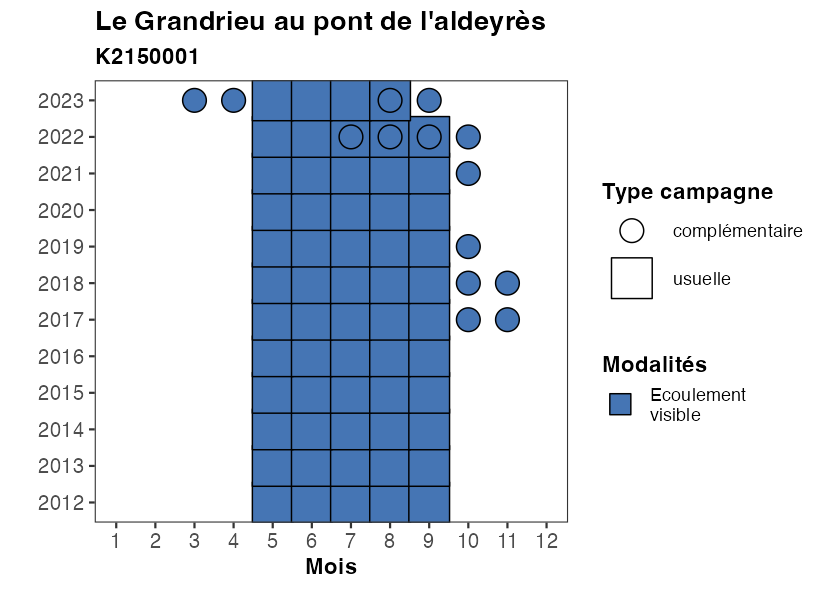 Le Grandrieu au pont de l'aldeyrès
K2150001
2023
2022
2021
2020
2019
2018
2017
2016
2015
2014
2013
2012
1 2 3 4 5 6 7 8 9 10 11 12
Mois
Type campagne
complémentaire
usuelle
Modalités
Ecoulement
visible